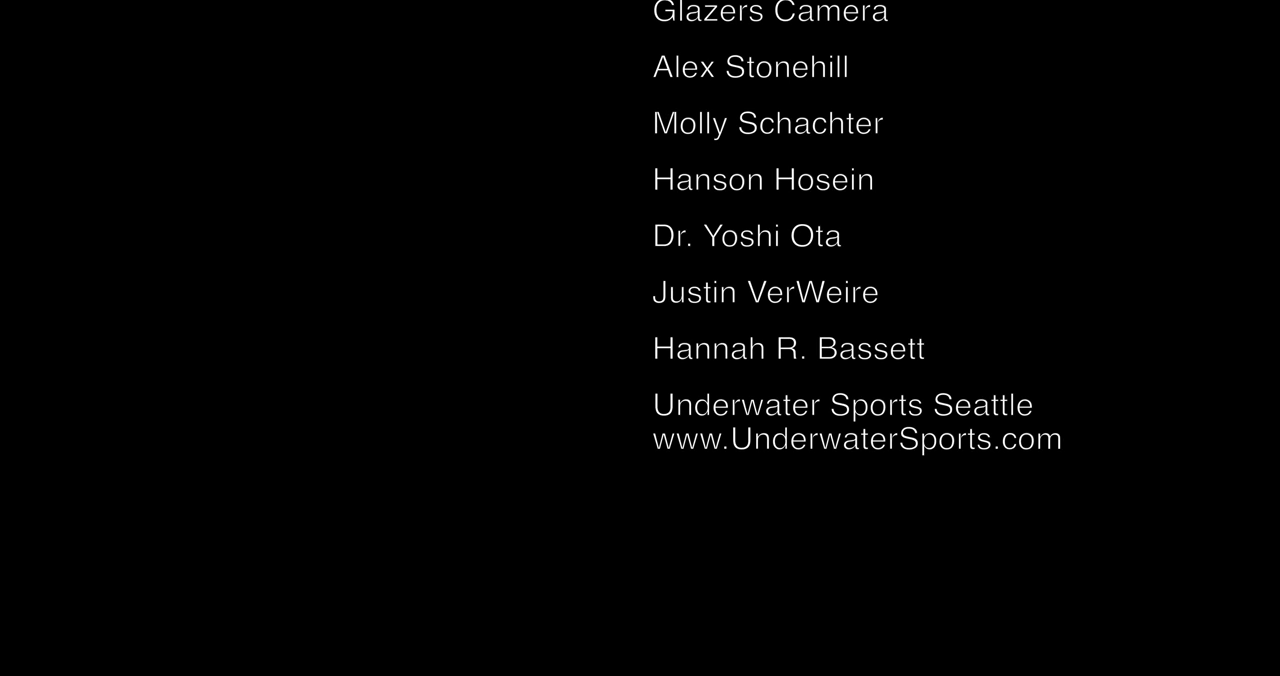 Glazers Camera
Alex Stonehill
Molly Schachter
Hanson Hosein
Dr. Yoshi Ota
Justin VerWeire
Hannah R. Bassett
Underwater Sports Seattle
www.UnderwaterSports.com